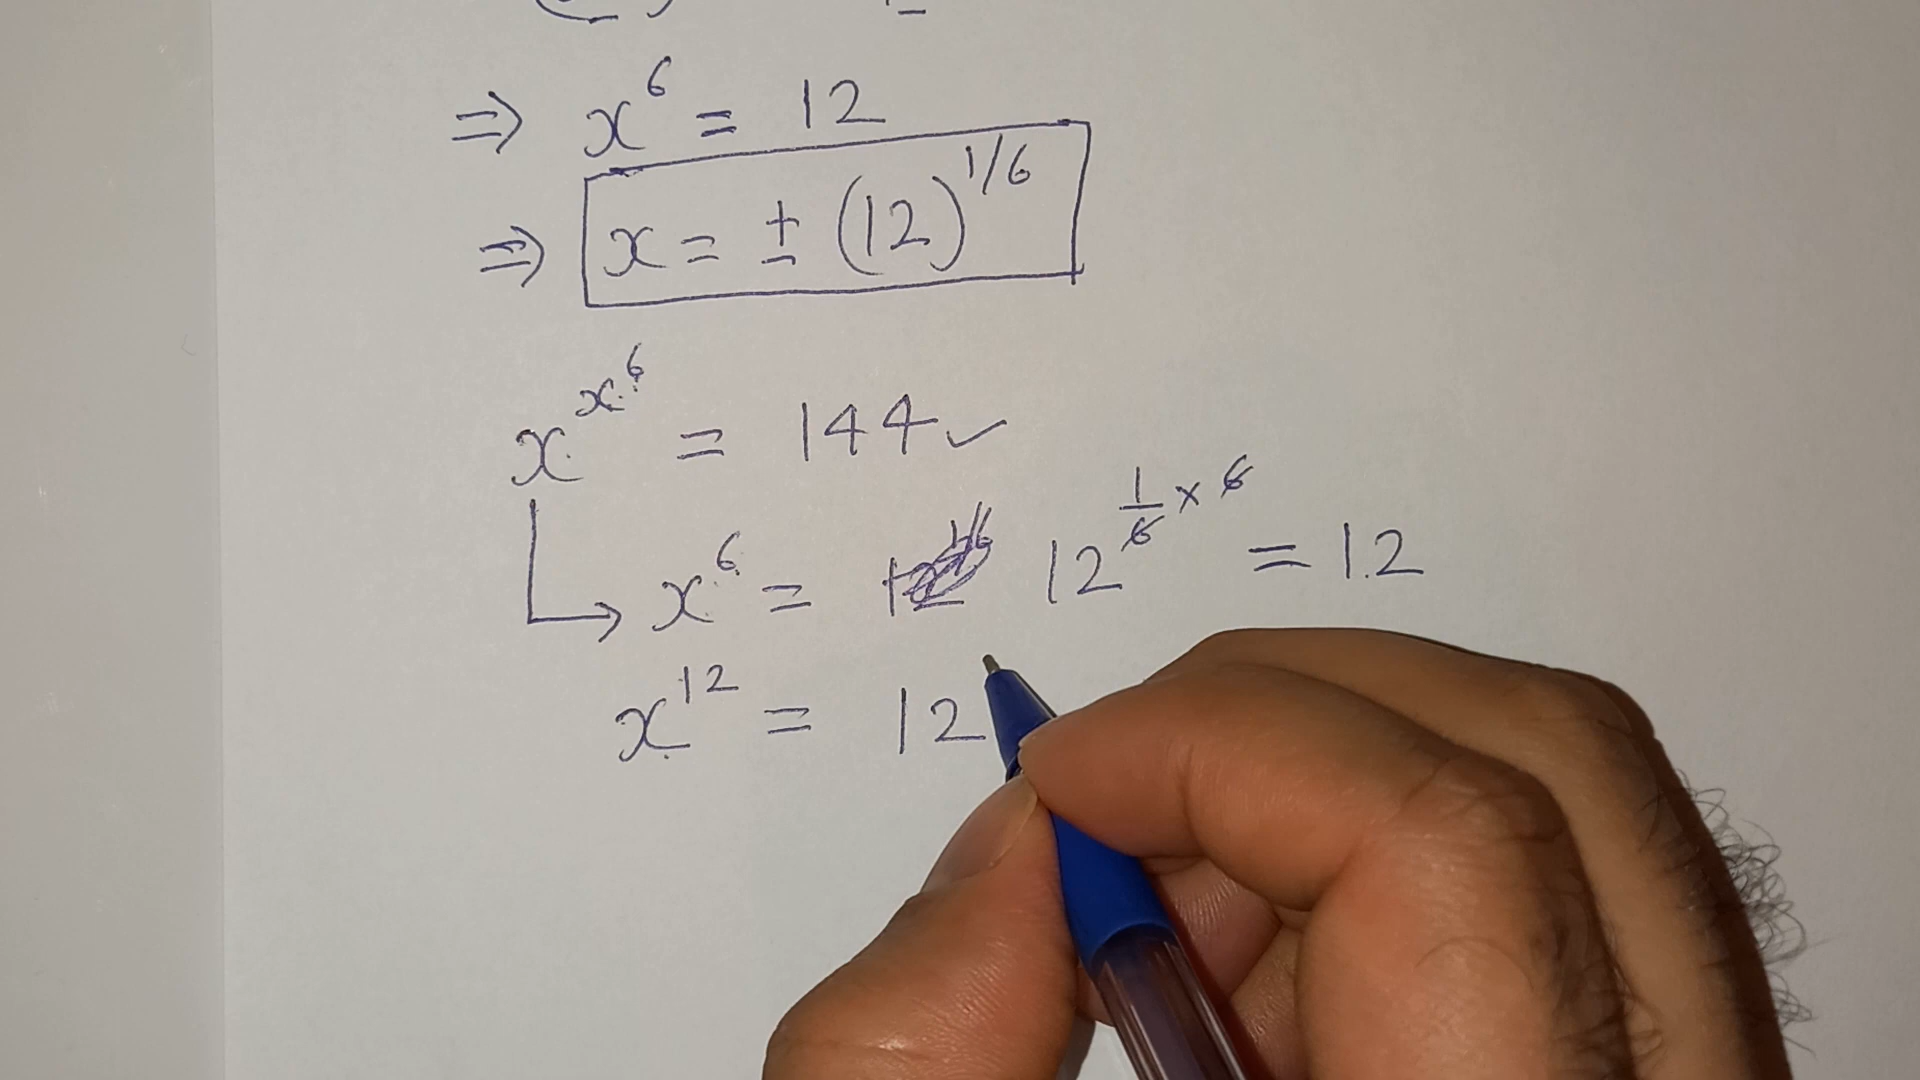 ⇒ x^6 = 12
⇒ x = ± (12)^1/6
x^x^6 = 144 ✓
x^6 = 12^(1/6 × 6) = 12
x^12 = 12